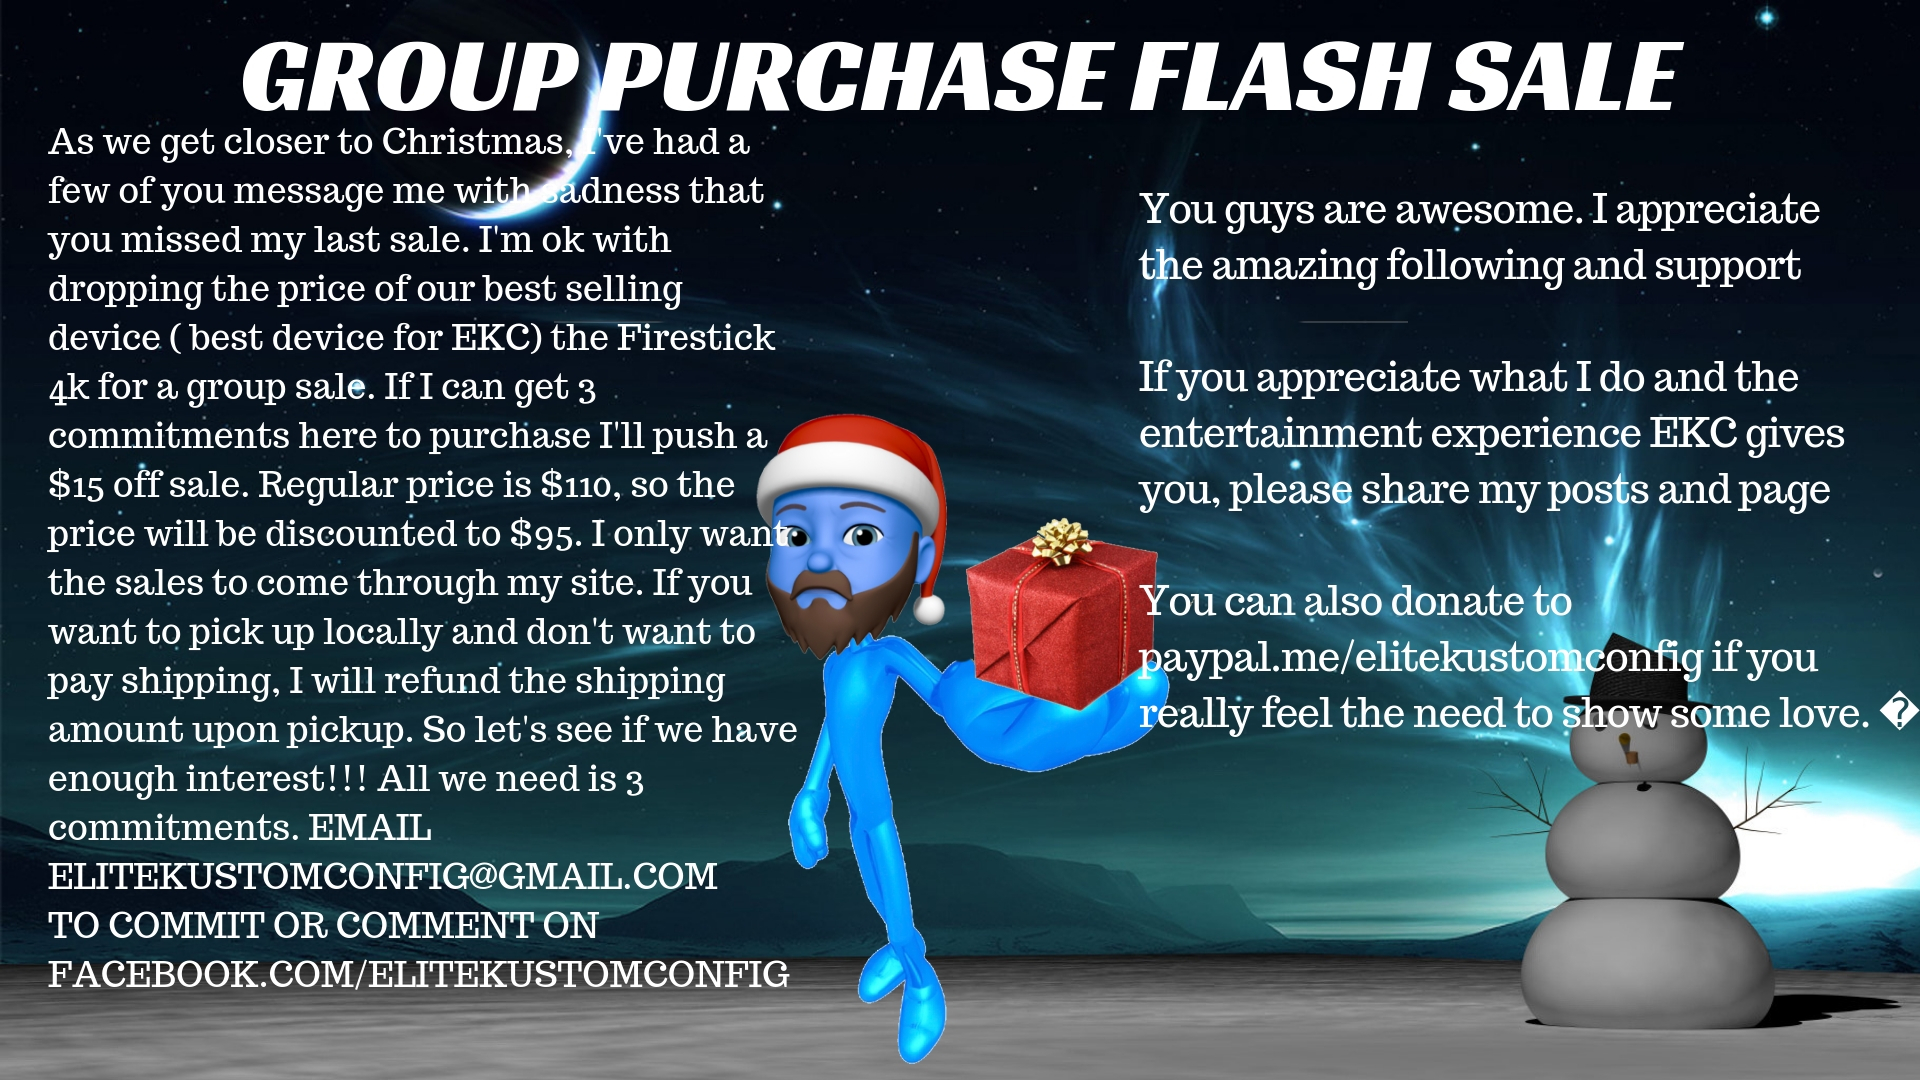 GROUP PURCHASE FLASH SALE
As we get closer to Christmas, I've had a
few of you message me with sadness that
you missed my last sale. I'm ok with
dropping the price of our best selling
device ( best device for EKC) the Firestick
4k for a group sale. If I can get 3
commitments here to purchase I'll push a
$15 off sale. Regular price is $110, so the
price will be discounted to $95. I only want
the sales to come through my site. If you
want to pick up locally and don't want to
pay shipping, I will refund the shipping
amount upon pickup. So let's see if we have
enough interest!!! All we need is 3
commitments. EMAIL
ELITEKUSTOMCONFIG@GMAIL.COM
TO COMMIT OR COMMENT ON
FACEBOOK.COM/ELITEKUSTOMCONFIG
You guys are awesome. I appreciate
the amazing following and support
If you appreciate what I do and the
entertainment experience EKC gives
you, please share my posts and page
You can also donate to
paypal.me/elitekustomconfig if you
really feel the need to show some love. �